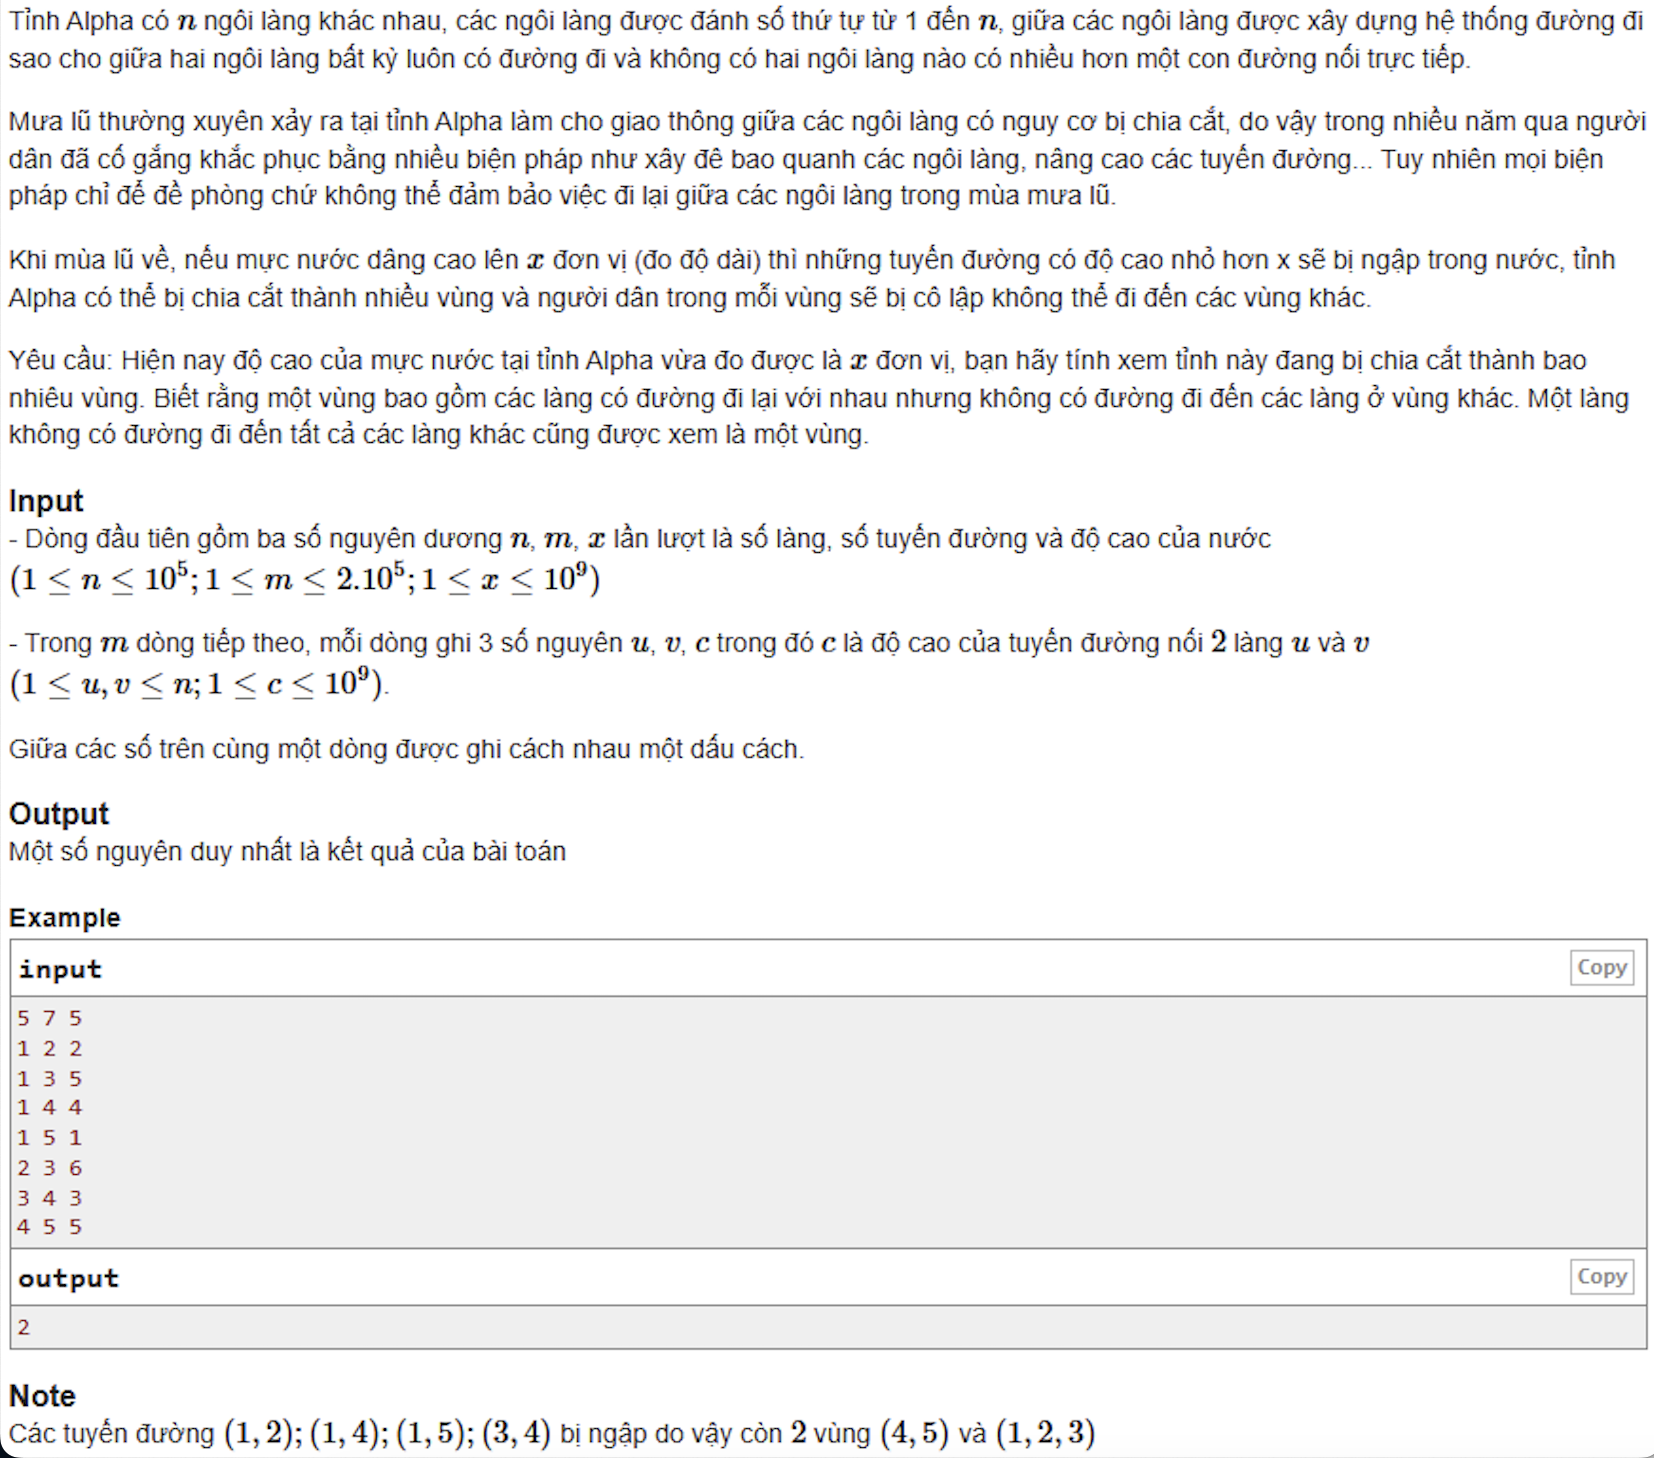 Tỉnh Alpha có n ngôi làng khác nhau, các ngôi làng được đánh số thứ tự từ 1 đến n, giữa các ngôi làng được xây dựng hệ thống đường đi
sao cho giữa hai ngôi làng bất kỳ luôn có đường đi và không có hai ngôi làng nào có nhiều hơn một con đường nối trực tiếp.
Mưa lũ thường xuyên xảy ra tại tỉnh Alpha làm cho giao thông giữa các ngôi làng có nguy cơ bị chia cắt, do vậy trong nhiều năm qua người
dân đã cố gắng khắc phục bằng nhiều biện pháp như xây đê bao quanh các ngôi làng, nâng cao các tuyến đường... Tuy nhiên mọi biện
pháp chỉ để đề phòng chứ không thể đảm bảo việc đi lại giữa các ngôi làng trong mùa mưa lũ.
Khi mùa lũ về, nếu mực nước dâng cao lên x đơn vị (đo độ dài) thì những tuyến đường có độ cao nhỏ hơn x sẽ bị ngập trong nước, tỉnh
Alpha có thể bị chia cắt thành nhiều vùng và người dân trong mỗi vùng sẽ bị cô lập không thể đi đến các vùng khác.
Yêu cầu: Hiện nay độ cao của mực nước tại tỉnh Alpha vừa đo được là x đơn vị, bạn hãy tính xem tỉnh này đang bị chia cắt thành bao
nhiêu vùng. Biết rằng một vùng bao gồm các làng có đường đi lại với nhau nhưng không có đường đi đến các làng ở vùng khác. Một làng
không có đường đi đến tất cả các làng khác cũng được xem là một vùng.
Input
- Dòng đầu tiên gồm ba số nguyên dương n, m, x lần lượt là số làng, số tuyến đường và độ cao của nước
(1 ≤ n ≤ 10⁵; 1 ≤ m ≤ 2.10⁵; 1 ≤ x ≤ 10⁹)
- Trong m dòng tiếp theo, mỗi dòng ghi 3 số nguyên u, v, c trong đó c là độ cao của tuyến đường nối 2 làng u và v
(1 ≤ u, v ≤ n; 1 ≤ c ≤ 10⁹).
Giữa các số trên cùng một dòng được ghi cách nhau một dấu cách.
Output
Một số nguyên duy nhất là kết quả của bài toán
Example
input Copy
5 7 5
1 2 2
1 3 5
1 4 4
1 5 1
2 3 6
3 4 3
4 5 5
output Copy
2
Note
Các tuyến đường (1, 2); (1, 4); (1, 5); (3, 4) bị ngập do vậy còn 2 vùng (4, 5) và (1, 2, 3)